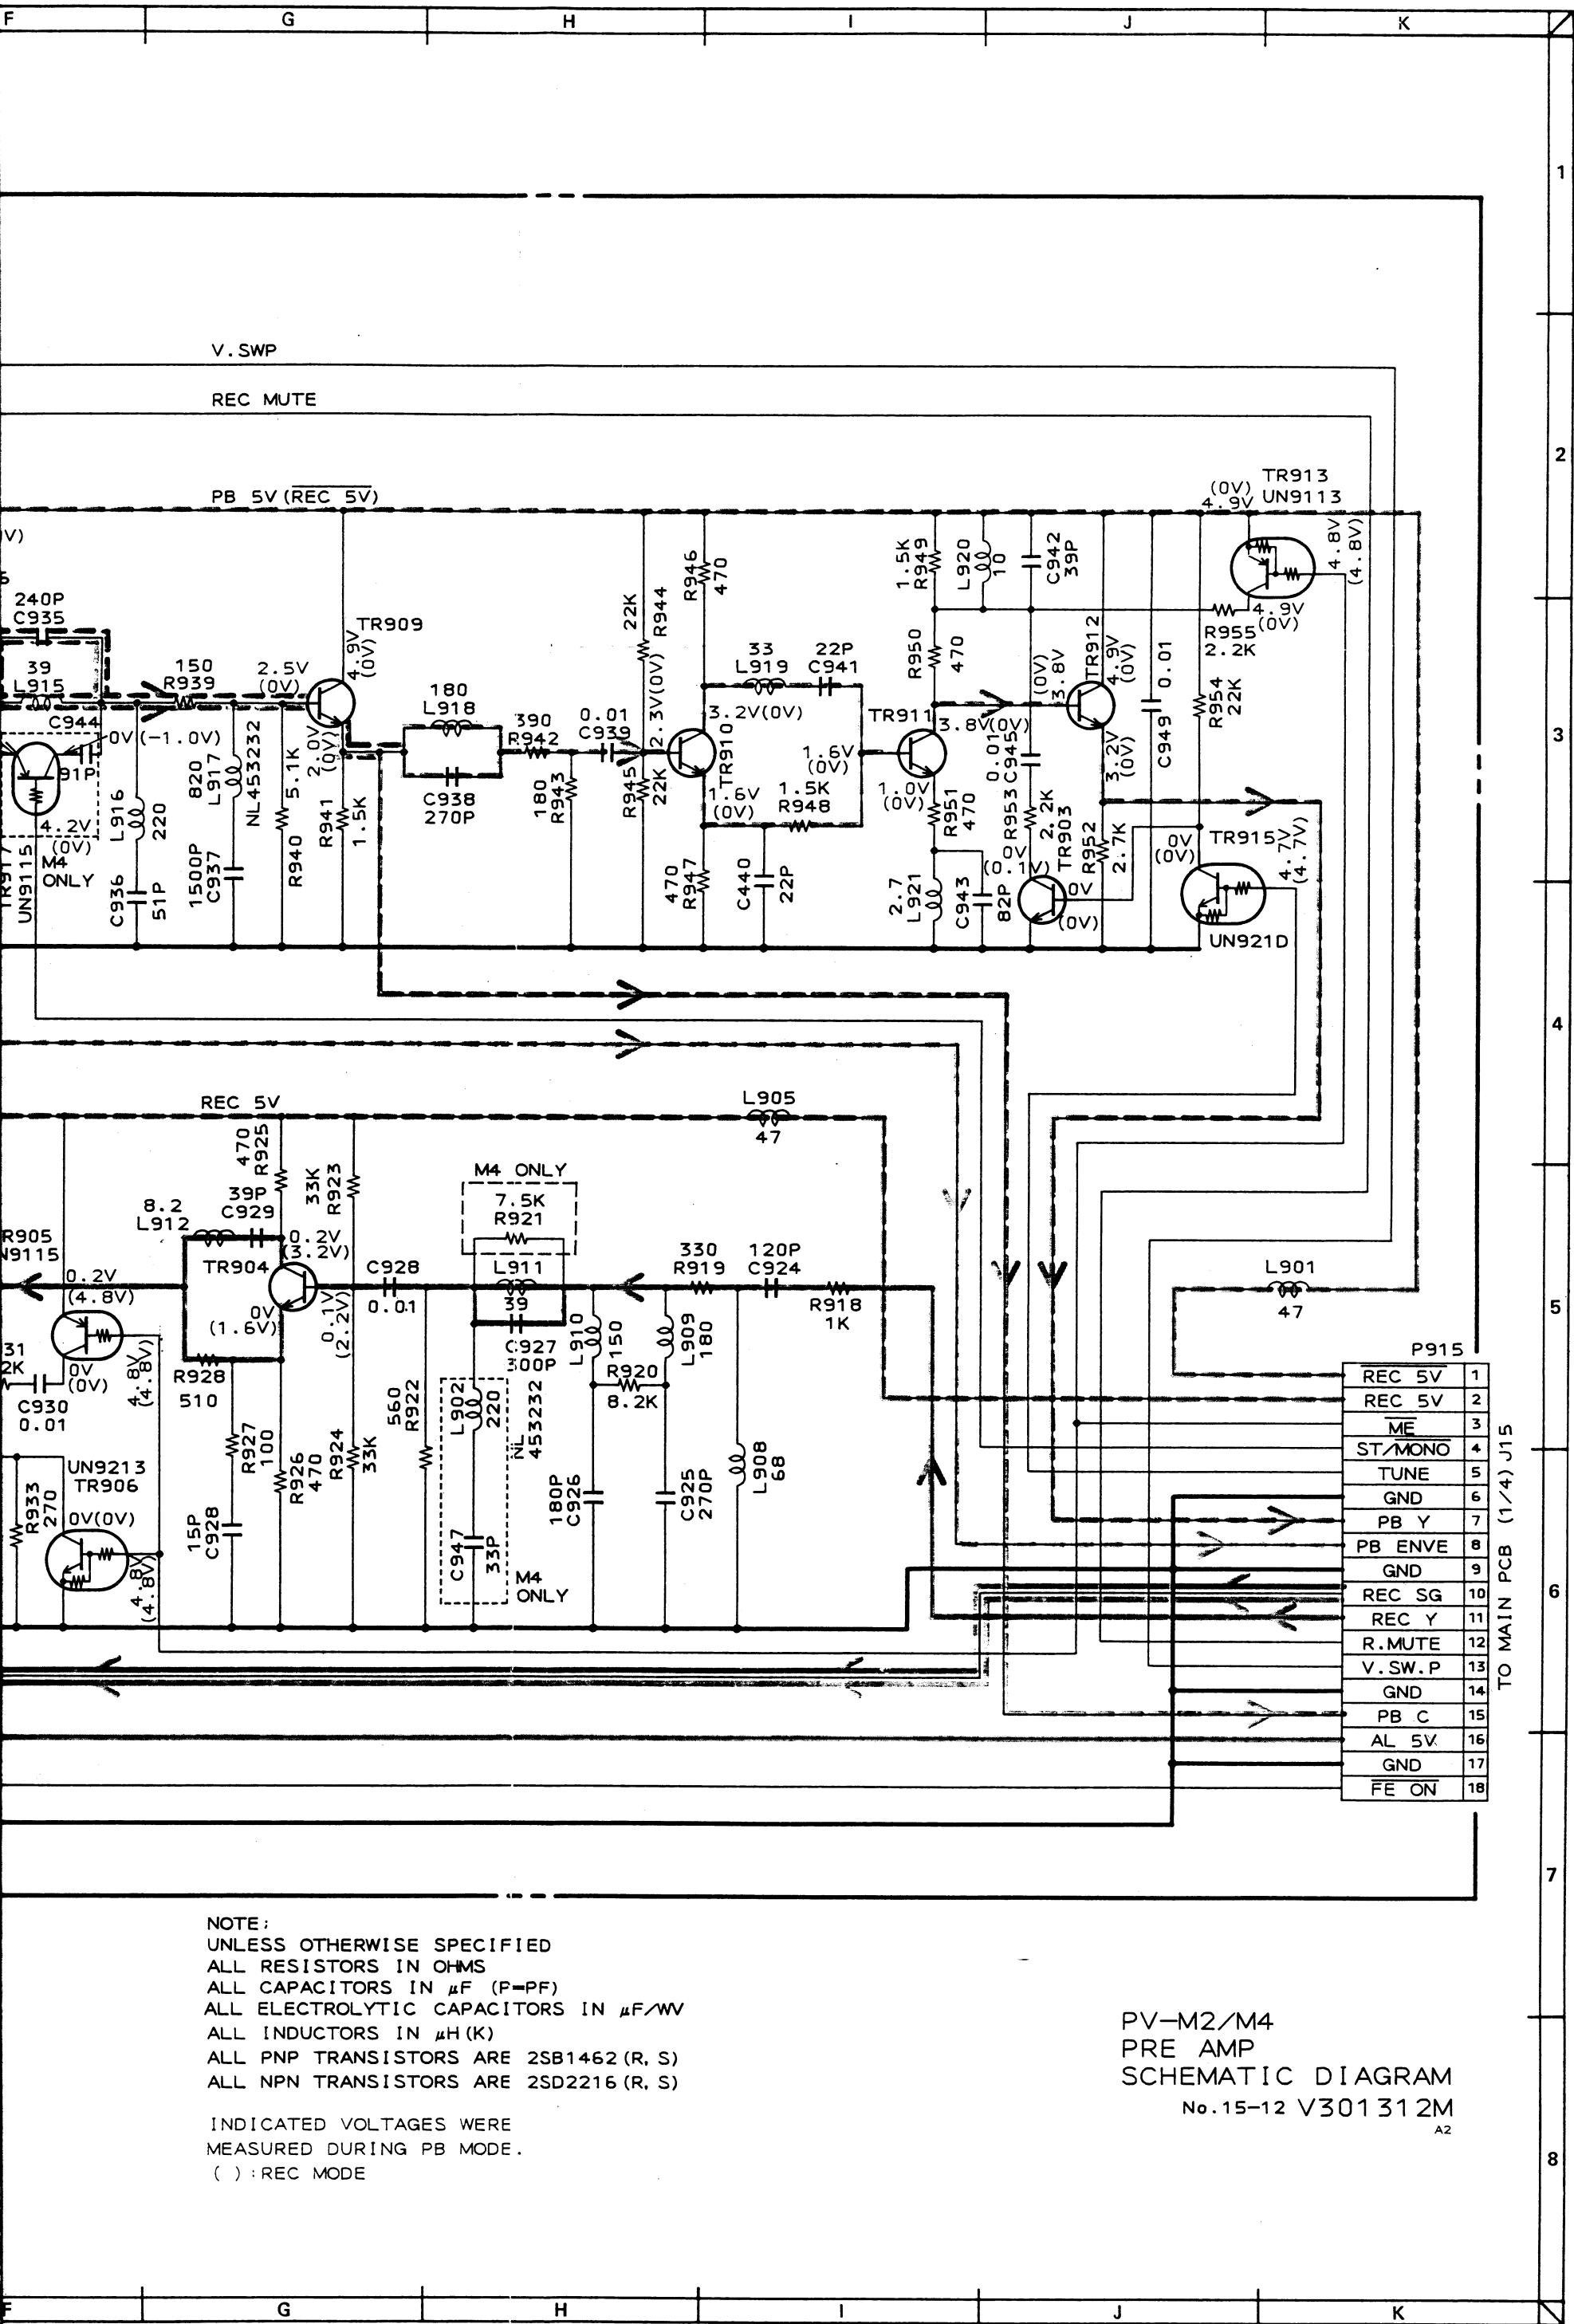 F G H I J K
1
V.SWP
REC MUTE
2
PB 5V (REC 5V)
(0V)
4.9V
TR913
UN9113
4.8V
(4.8V)
V)
240P
C935
39
L915
C944
91P
0V (-1.0V)
4.2V
(0V)
M4
ONLY
UN9115
L916
220
C936
51P
150
R939
820
L917
NL453232
1500P
C937
5.1K
R940
2.5V
(0V)
TR909
4.9V
(0V)
2.0V
(0V)
R941
1.5K
180
L918
C938
270P
390
R942
180
R943
0.01
C939
22K
R944
2.3V(0V)
R945
22K
R946
470
TR910
3.2V(0V)
1.6V
(0V)
470
R947
33
L919
22P
C941
1.6V
(0V)
1.5K
R948
C440
22P
1.5K
R949
R950
470
TR911
3.8V(0V)
1.0V
(0V)
R951
470
2.7
L921
C943
82P
L920
10
C942
39P
0.01
C945
R953
2.2K
TR903
0V
(0.1V)
0V
(0V)
(0V)
3.8V
TR912
4.9V
(0V)
3.2V
(0V)
R952
2.7K
0.01
C949
4.9V
(0V)
R955
2.2K
R954
22K
0V
(0V)
TR915
4.7V
(4.7V)
UN921D
3
4
REC 5V
L905
47
470
R925
33K
R923
8.2
L912
39P
C929
TR904
0.2V
(3.2V)
0V
(1.6V)
0.1V
(2.2V)
R905
N9115
0.2V
(4.8V)
0V
(0V)
4.8V
(4.8V)
31
2K
C930
0.01
R928
510
R927
100
R926
470
R924
33K
15P
C928
UN9213
TR906
0V(0V)
4.8V
(4.8V)
R933
270
C928
0.01
560
R922
M4 ONLY
7.5K
R921
L911
39
C927
300P
L902
220
NL
453232
C947
33P
M4
ONLY
L910
150
R920
8.2K
L909
180
180P
C926
C925
270P
330
R919
120P
C924
L908
68
R918
1K
L901
47
5
P915
REC 5V 1
REC 5V 2
ME 3
ST/MONO 4
TUNE 5
GND 6
PB Y 7
PB ENVE 8
GND 9
REC SG 10
REC Y 11
R.MUTE 12
V.SW.P 13
GND 14
PB C 15
AL 5V 16
GND 17
FE ON 18
TO MAIN PCB (1/4) J15
6
7
NOTE:
UNLESS OTHERWISE SPECIFIED
ALL RESISTORS IN OHMS
ALL CAPACITORS IN µF (P=PF)
ALL ELECTROLYTIC CAPACITORS IN µF/WV
ALL INDUCTORS IN µH(K)
ALL PNP TRANSISTORS ARE 2SB1462(R, S)
ALL NPN TRANSISTORS ARE 2SD2216(R, S)
INDICATED VOLTAGES WERE
MEASURED DURING PB MODE.
( ) :REC MODE
PV-M2/M4
PRE AMP
SCHEMATIC DIAGRAM
No.15-12 V301312M
A2
8
F G H I J K